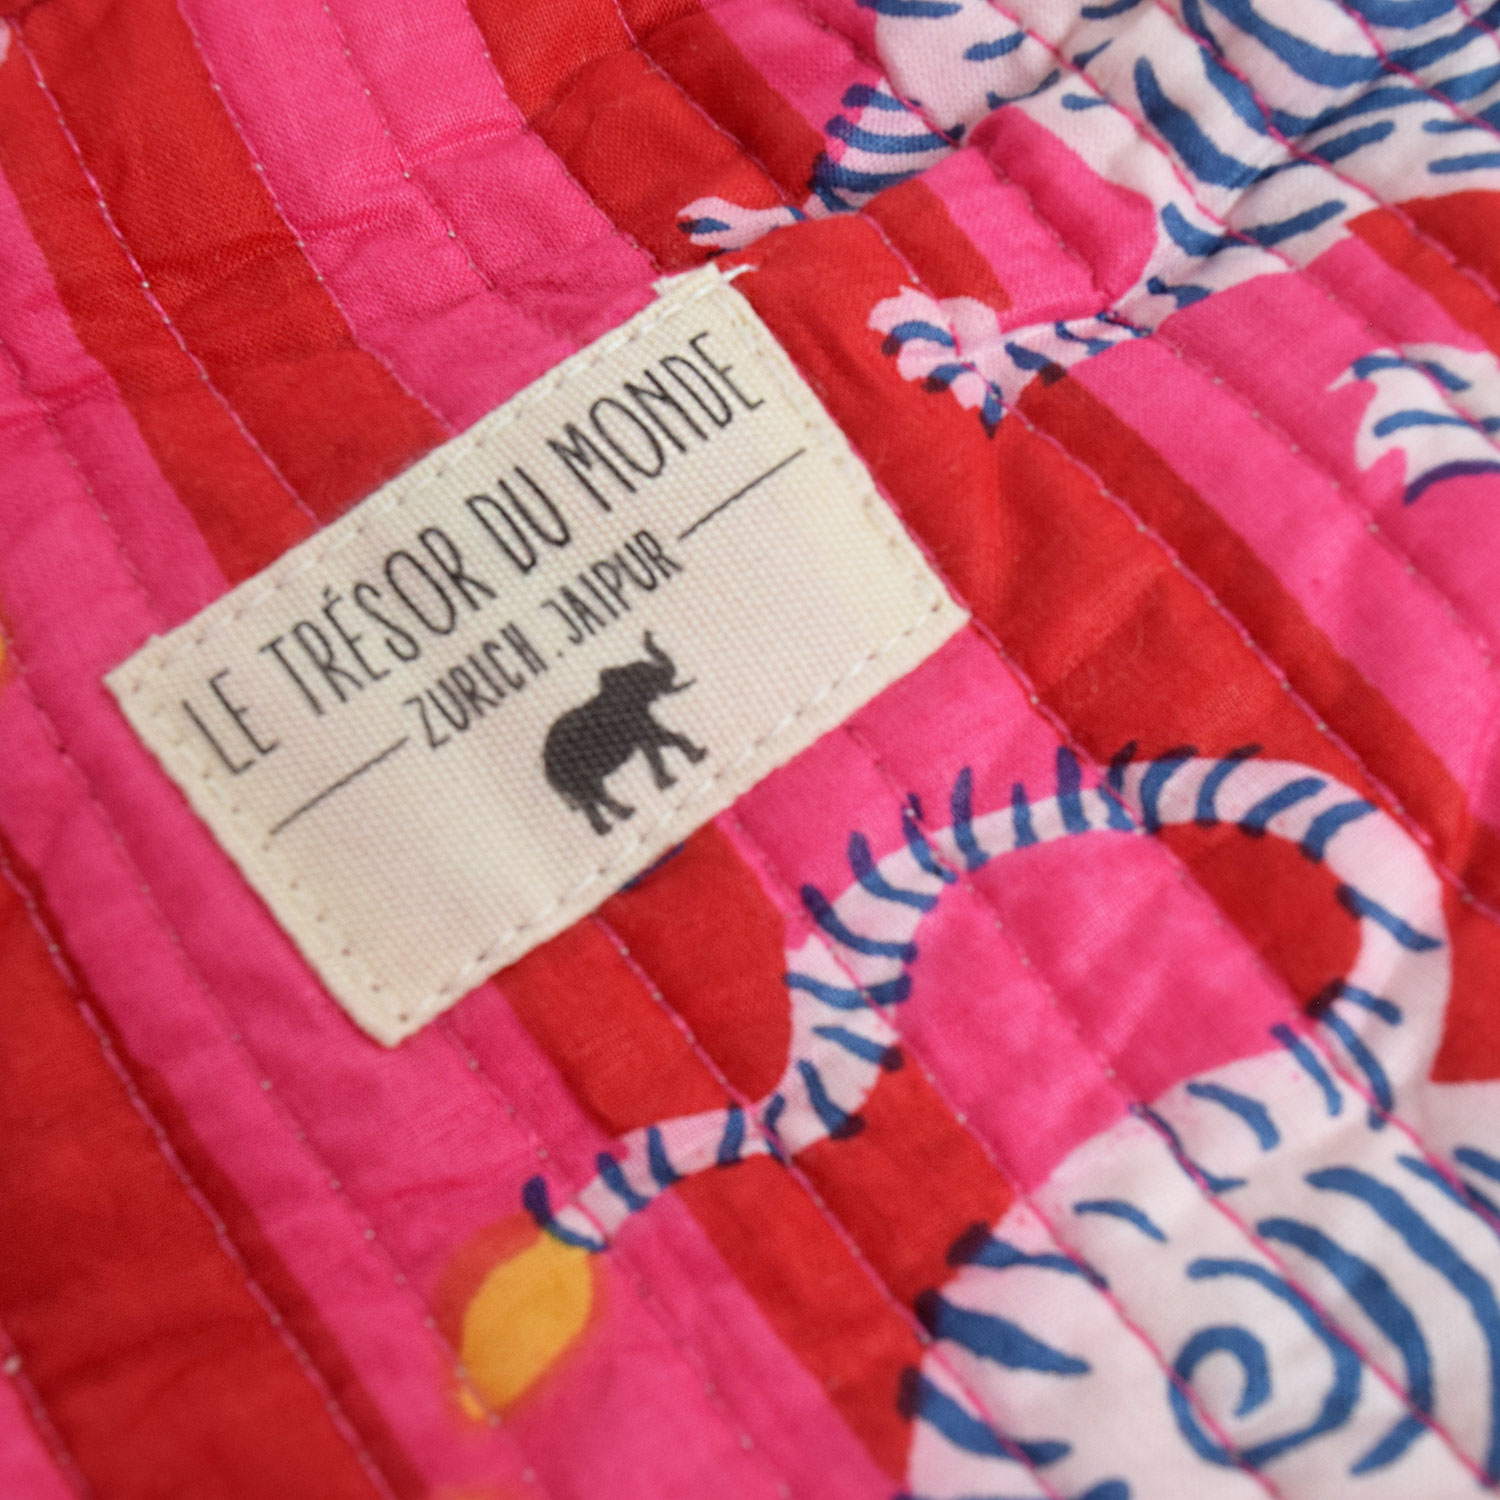 LE TRÉSOR DU MONDE
ZURICH . JAIPUR